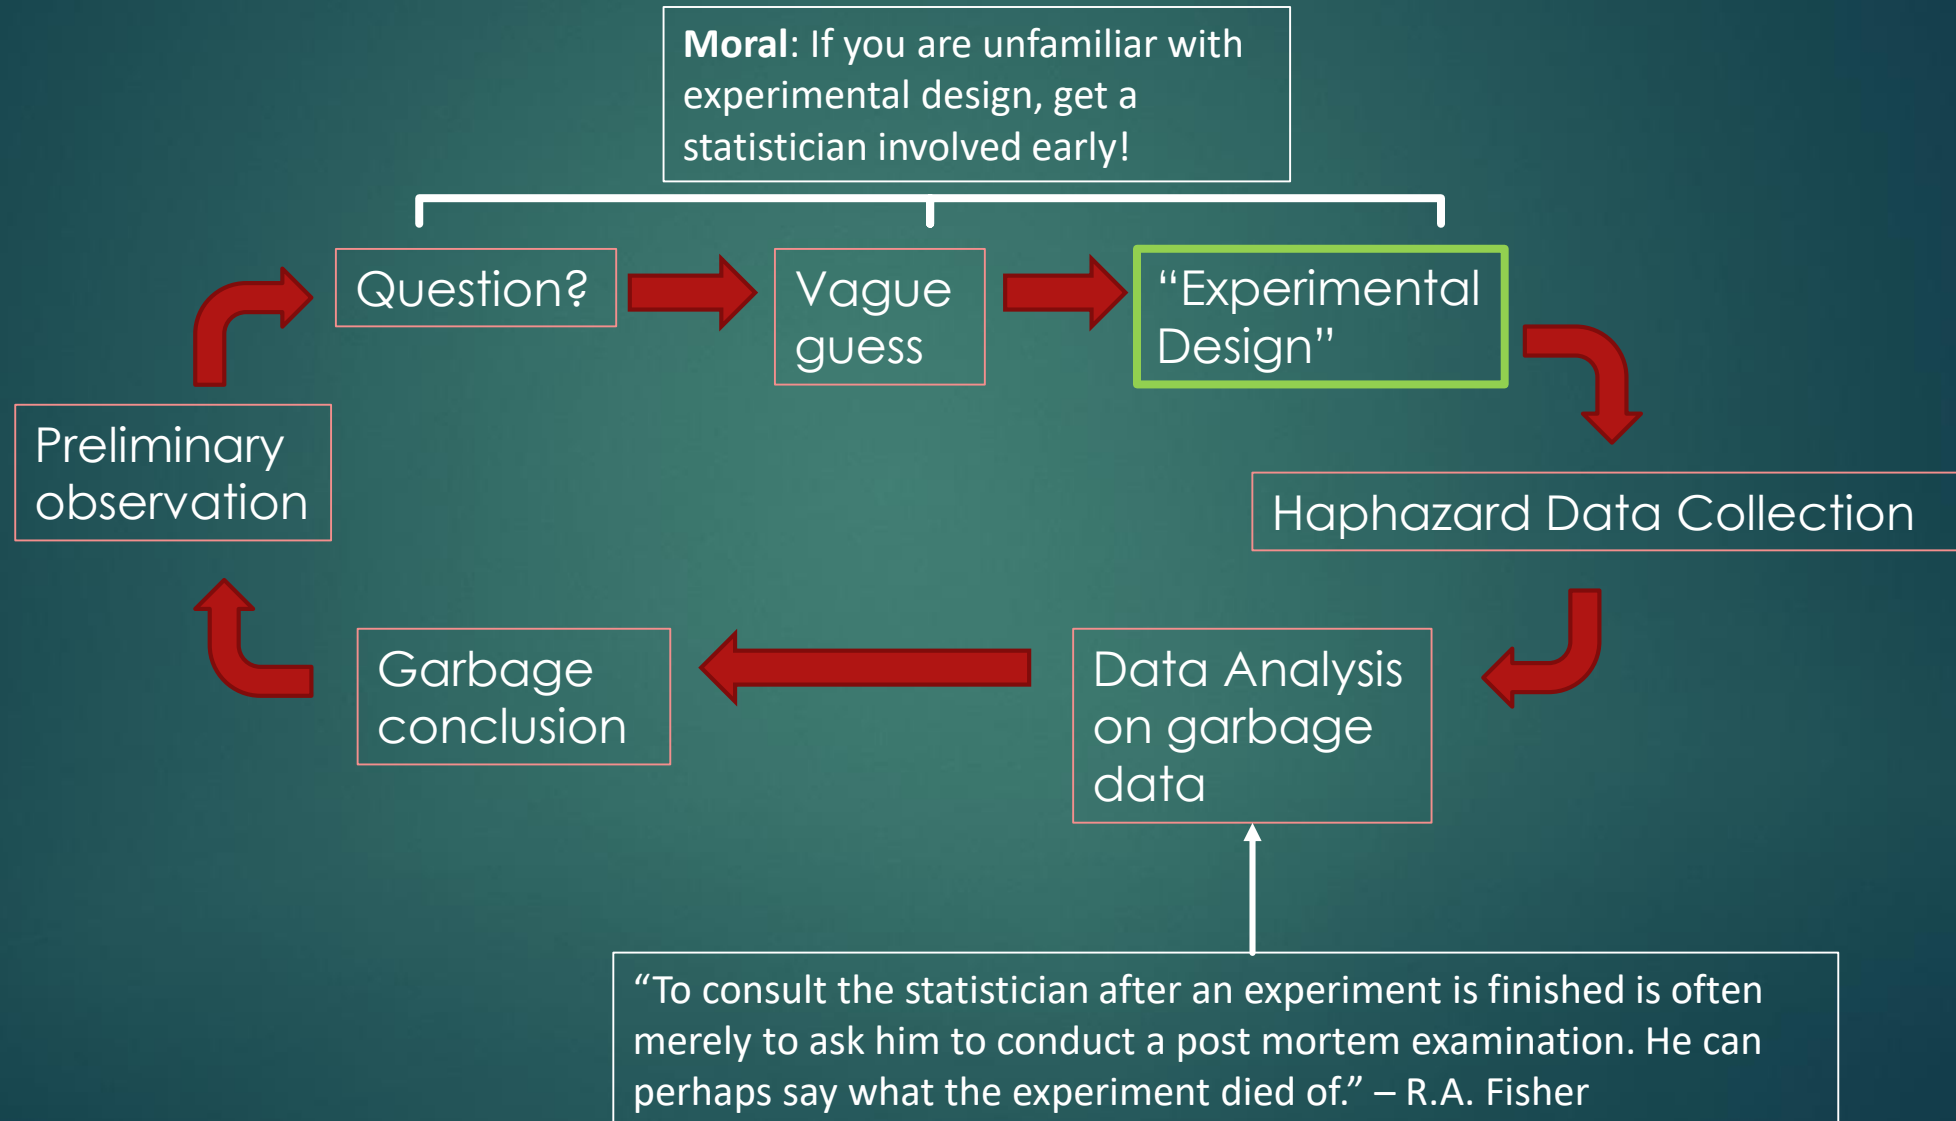 Moral: If you are unfamiliar with
experimental design, get a
statistician involved early!
Question?
Vague
guess
“Experimental
Design”
Preliminary
observation
Haphazard Data Collection
Garbage
conclusion
Data Analysis
on garbage
data
“To consult the statistician after an experiment is finished is often
merely to ask him to conduct a post mortem examination. He can
perhaps say what the experiment died of.” – R.A. Fisher